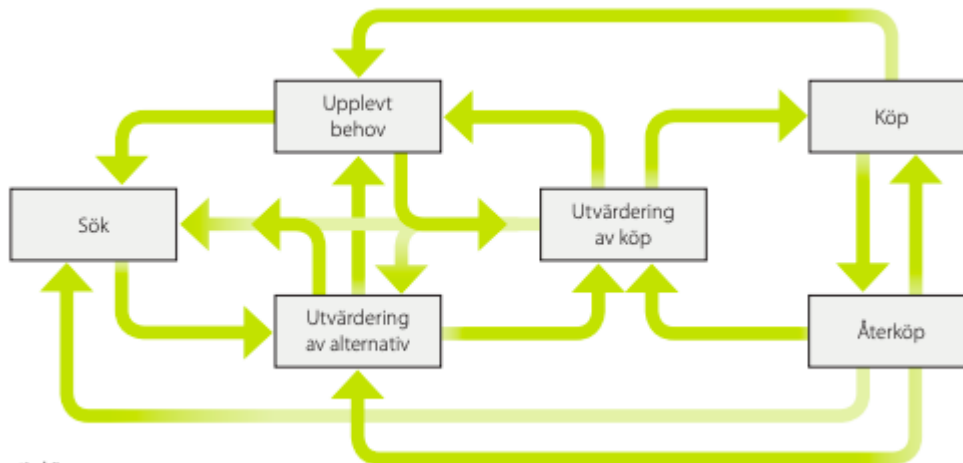 Upplevt
behov
Köp
Sök
Utvärdering
av köp
Utvärdering
av alternativ
Återköp